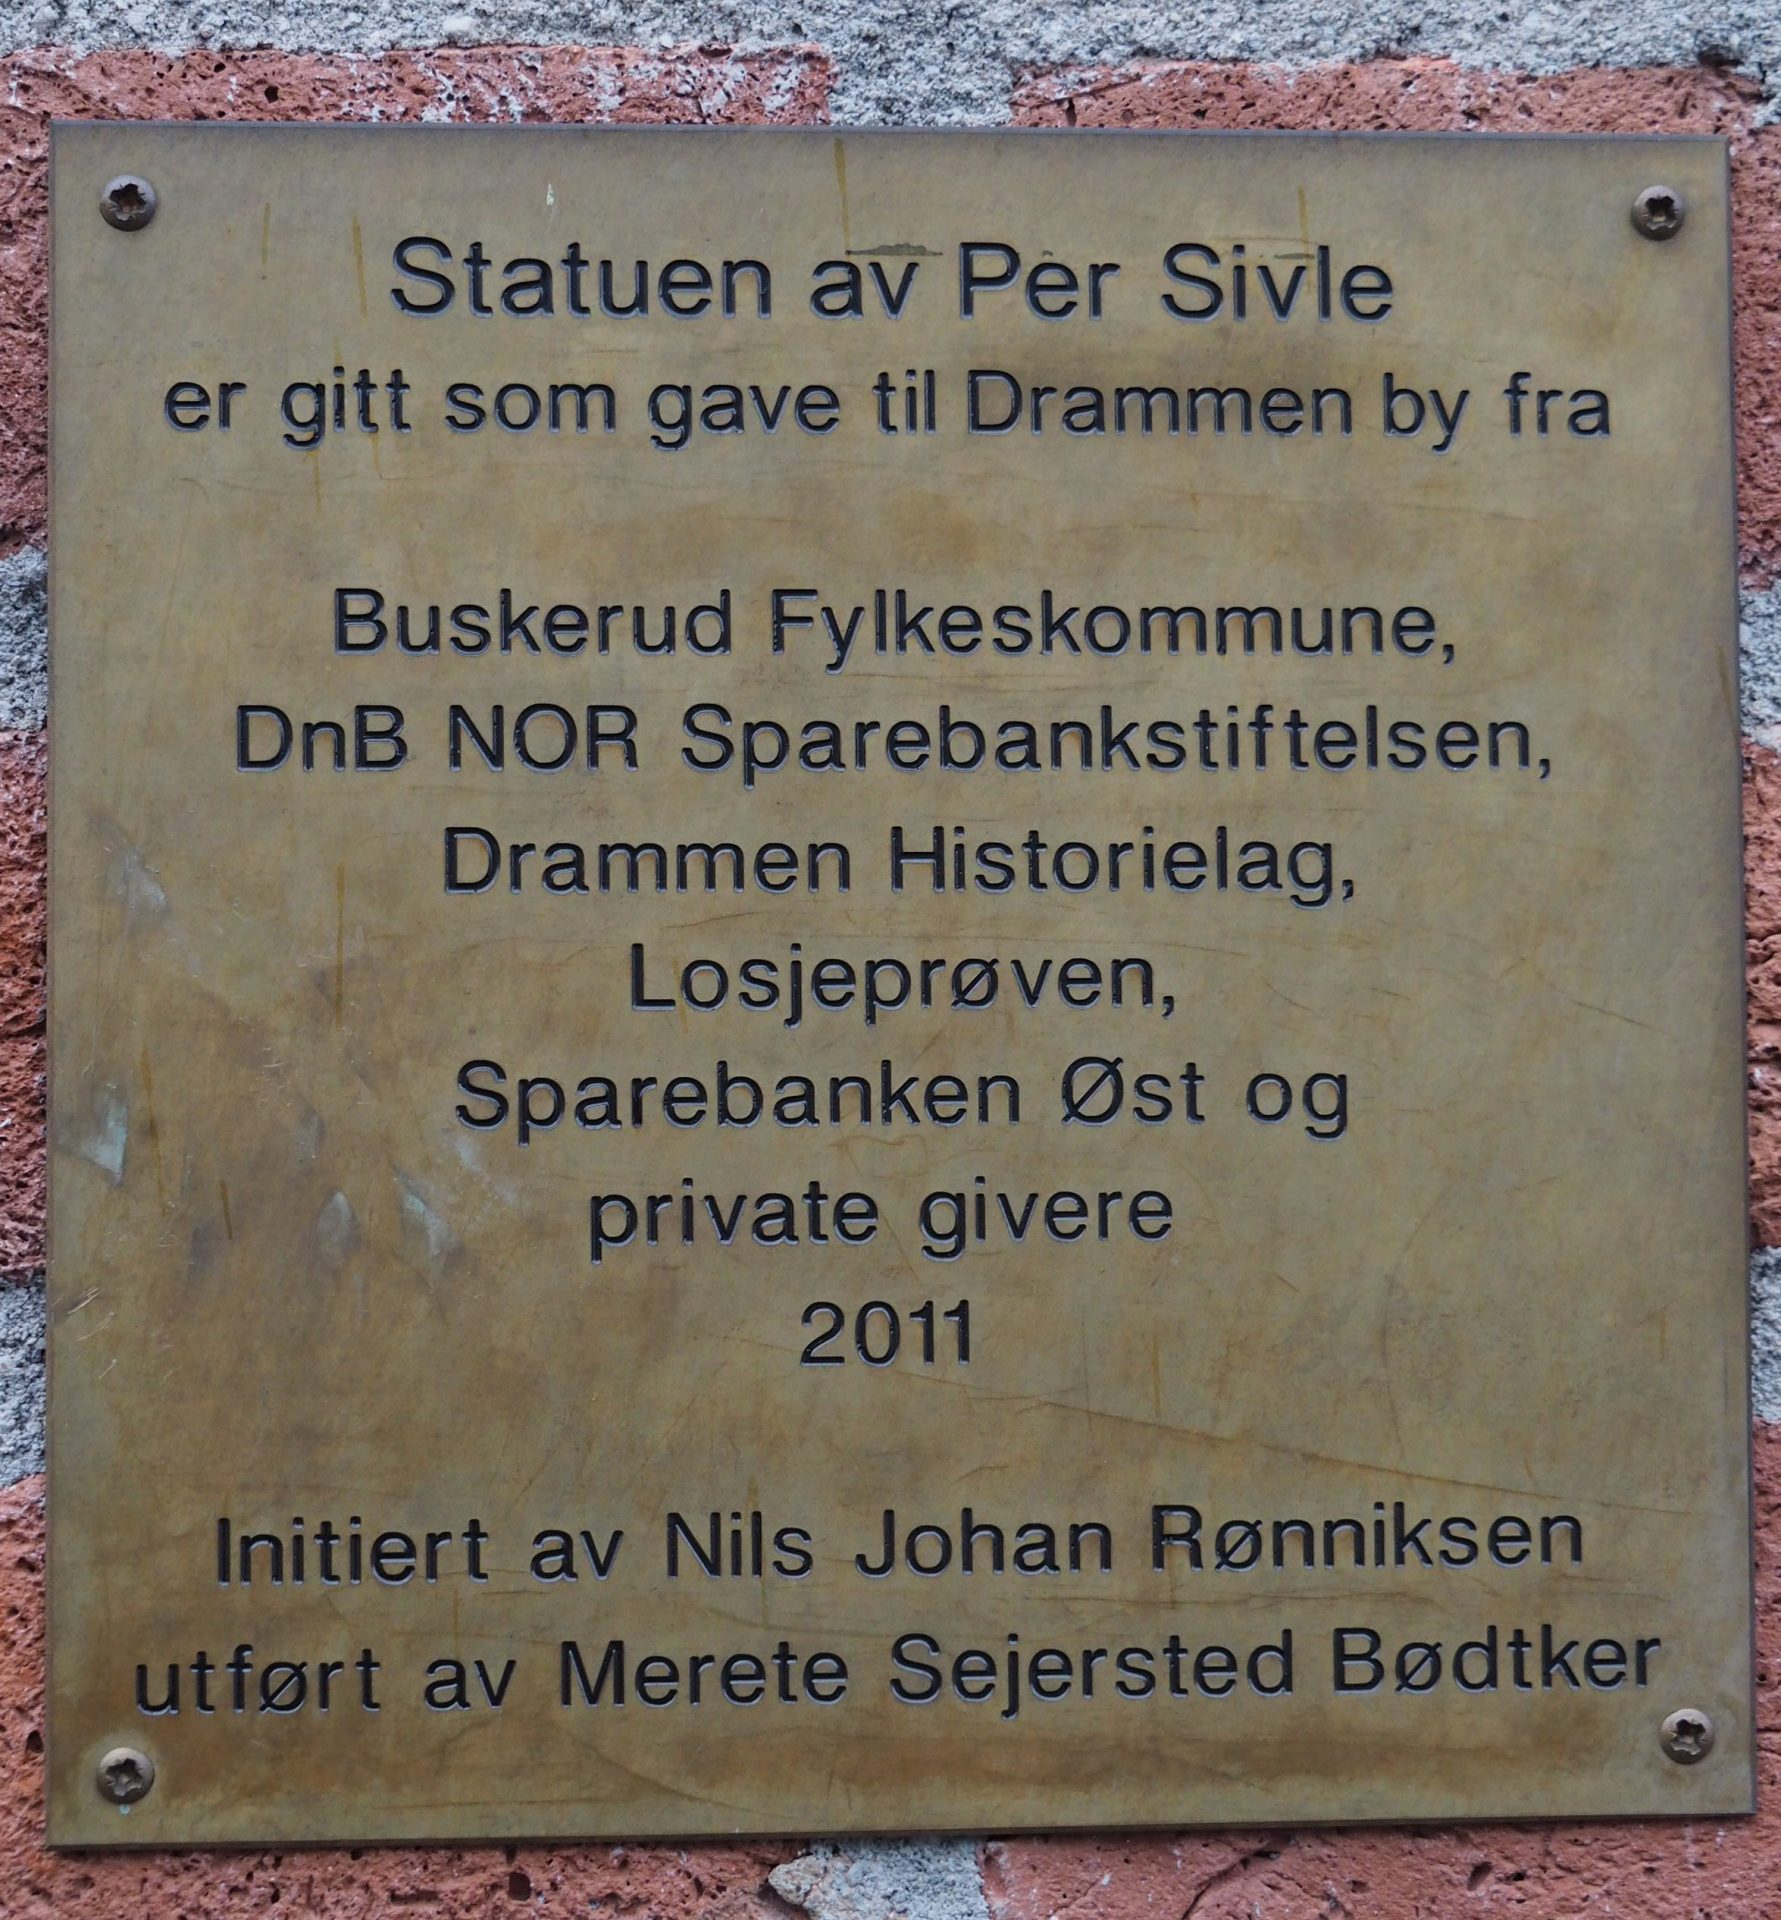 Statuen av Per Sivle
er gitt som gave til Drammen by fra
Buskerud Fylkeskommune,
DnB NOR Sparebankstiftelsen,
Drammen Historielag,
Losjeprøven,
Sparebanken Øst og
private givere
2011
Initiert av Nils Johan Rønniksen
utført av Merete Sejersted Bødtker